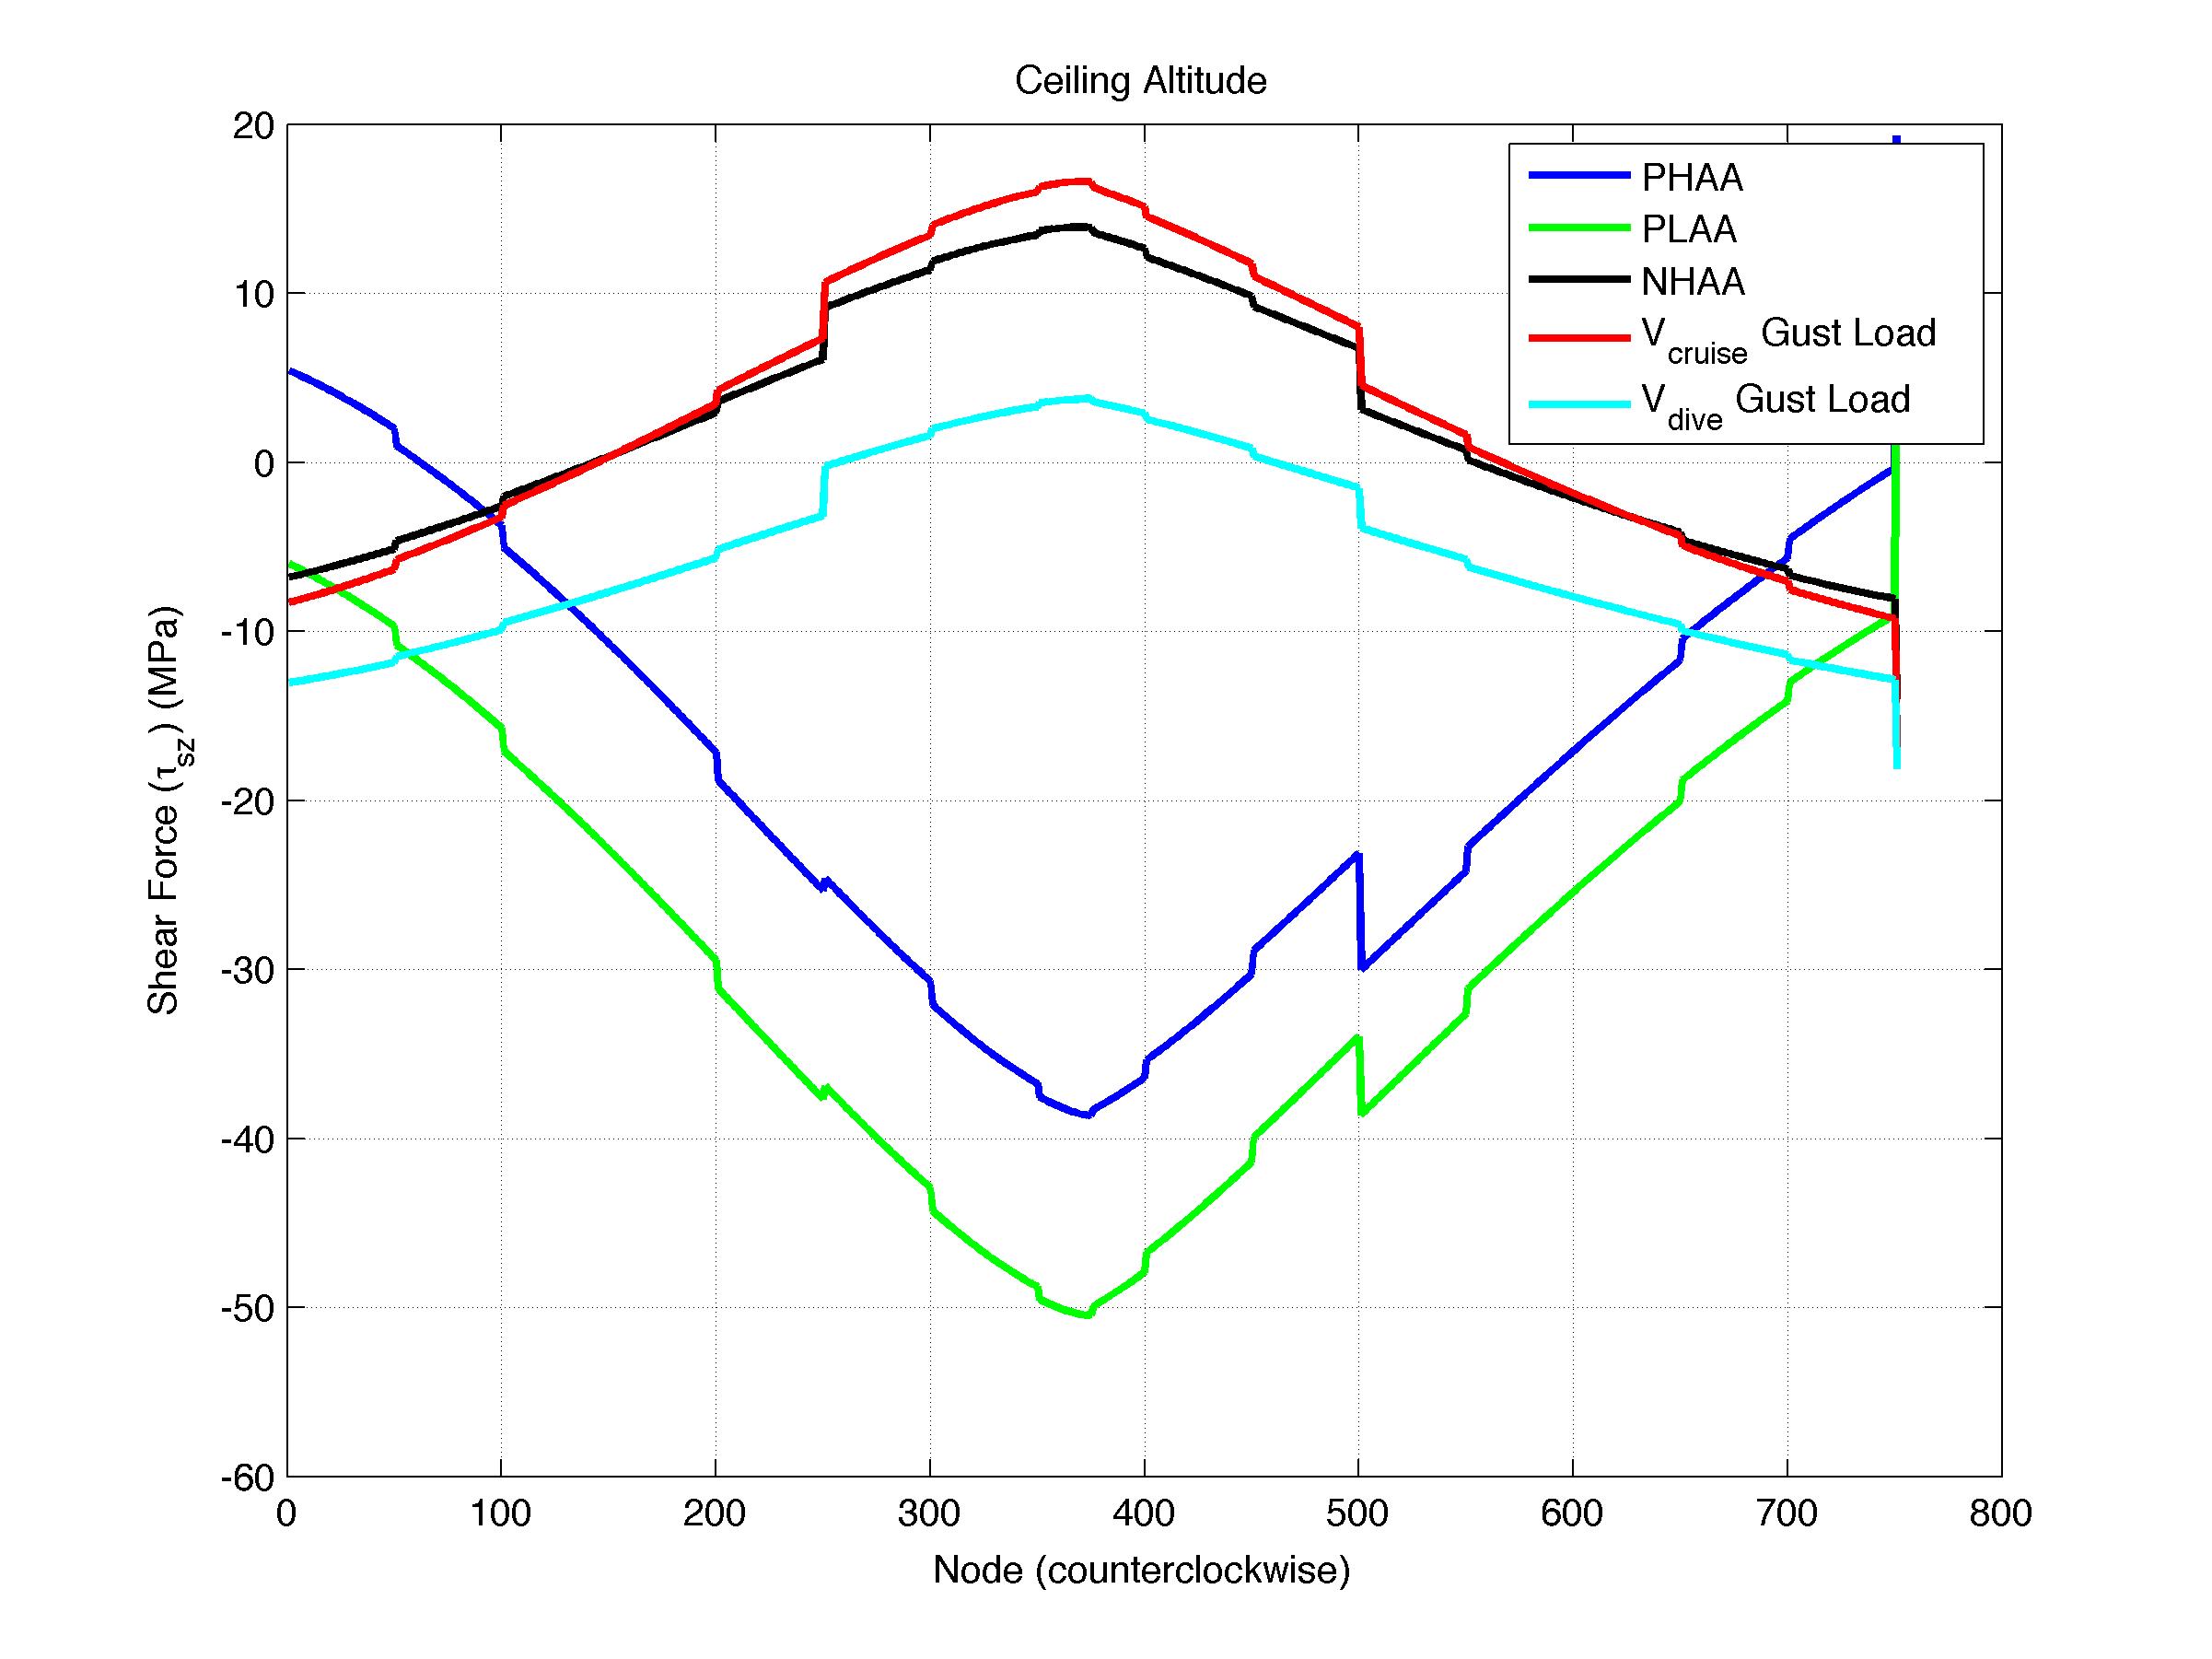 Ceiling Altitude
20
10
0
-10
-20
-30
-40
-50
-60
Shear Force (τsz) (MPa)
PHAA
PLAA
NHAA
Vcruise Gust Load
Vdive Gust Load
0 100 200 300 400 500 600 700 800
Node (counterclockwise)